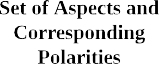 Set of Aspects and
Corresponding
Polarities